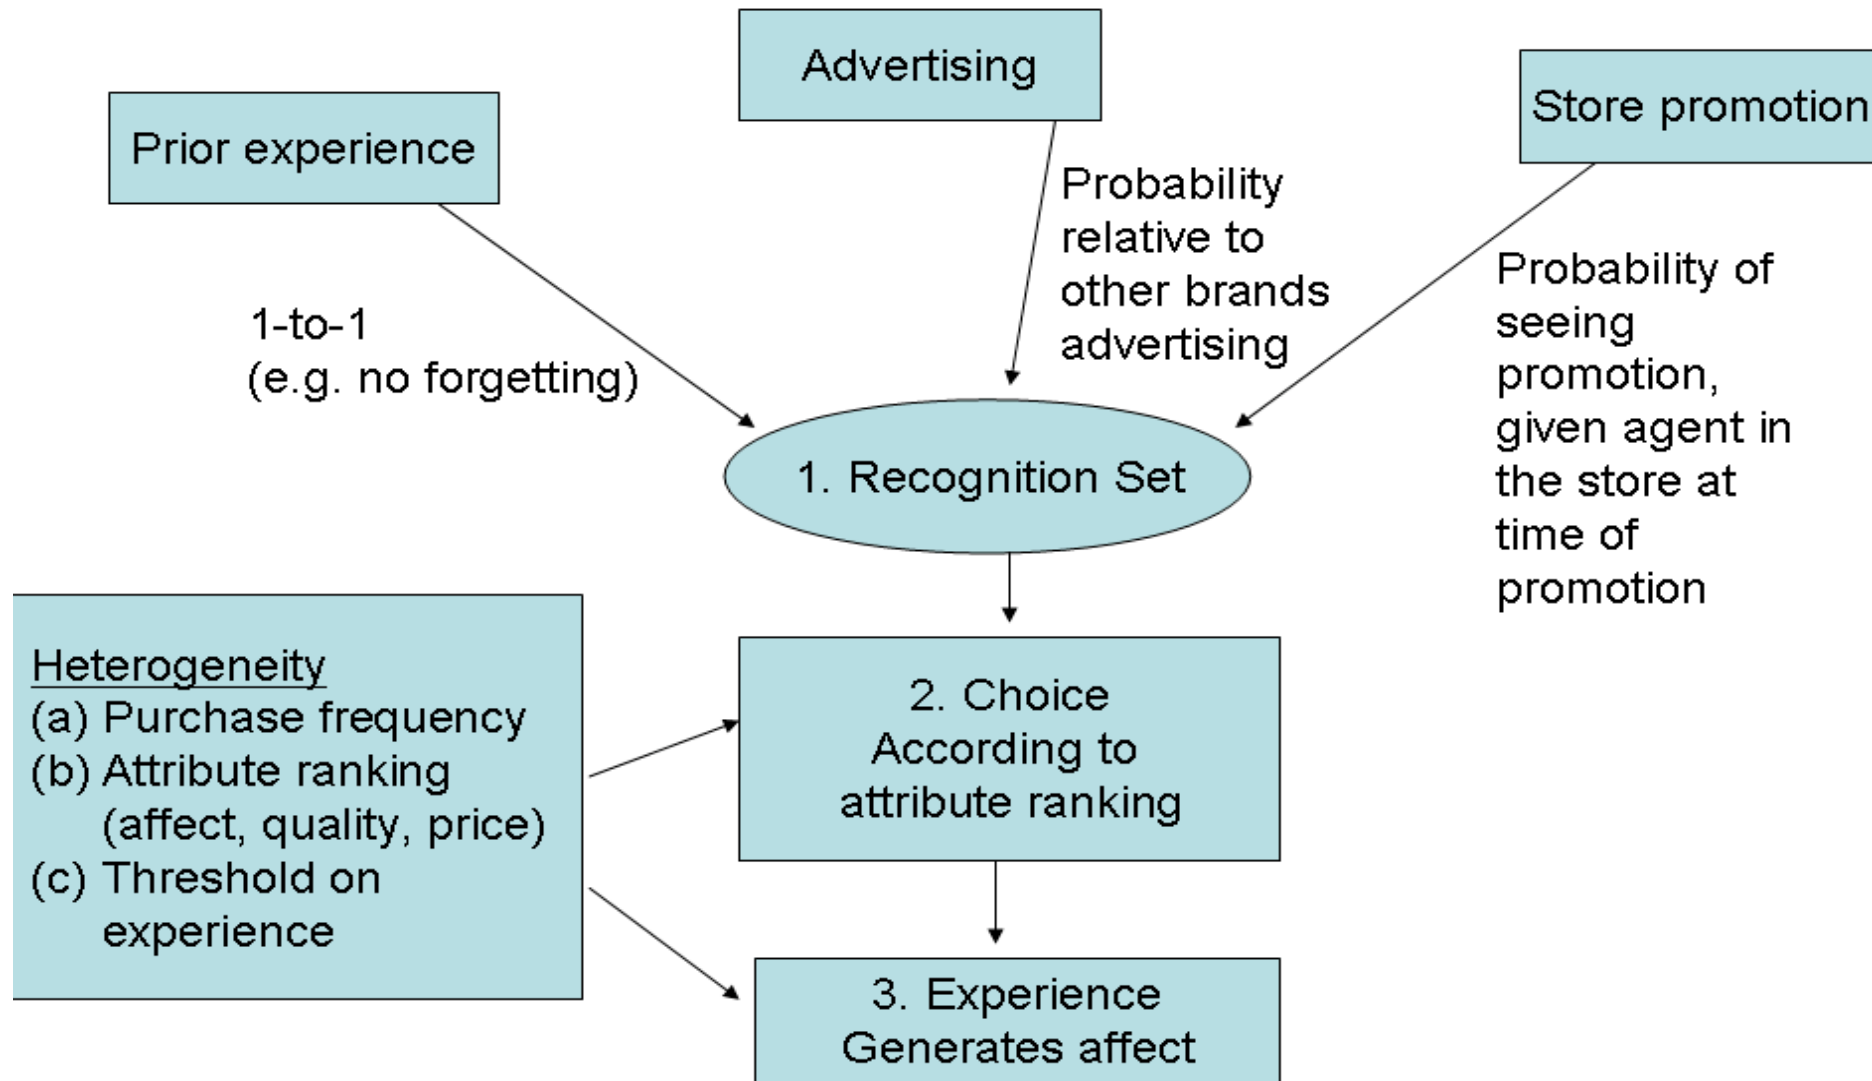 Advertising
Prior experience
Store promotion
1-to-1
(e.g. no forgetting)
Probability
relative to
other brands
advertising
Probability of
seeing
promotion,
given agent in
the store at
time of
promotion
1. Recognition Set
Heterogeneity
(a) Purchase frequency
(b) Attribute ranking
(affect, quality, price)
(c) Threshold on
experience
2. Choice
According to
attribute ranking
3. Experience
Generates affect